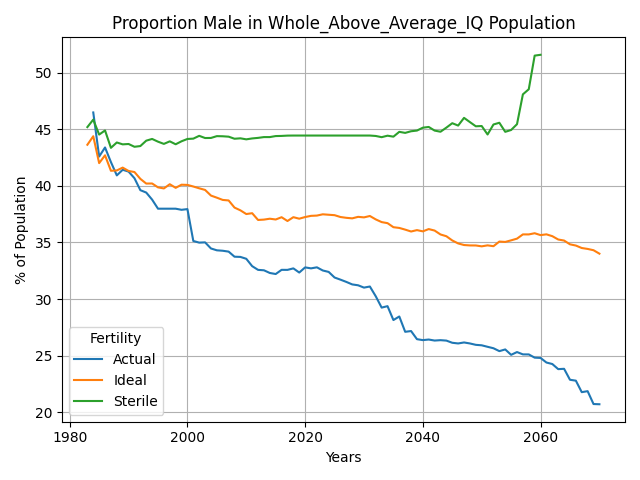 Proportion Male in Whole_Above_Average_IQ Population
% of Population
50
45
40
35
30
25
20
Fertility
Actual
Ideal
Sterile
1980
2000
2020
2040
2060
Years